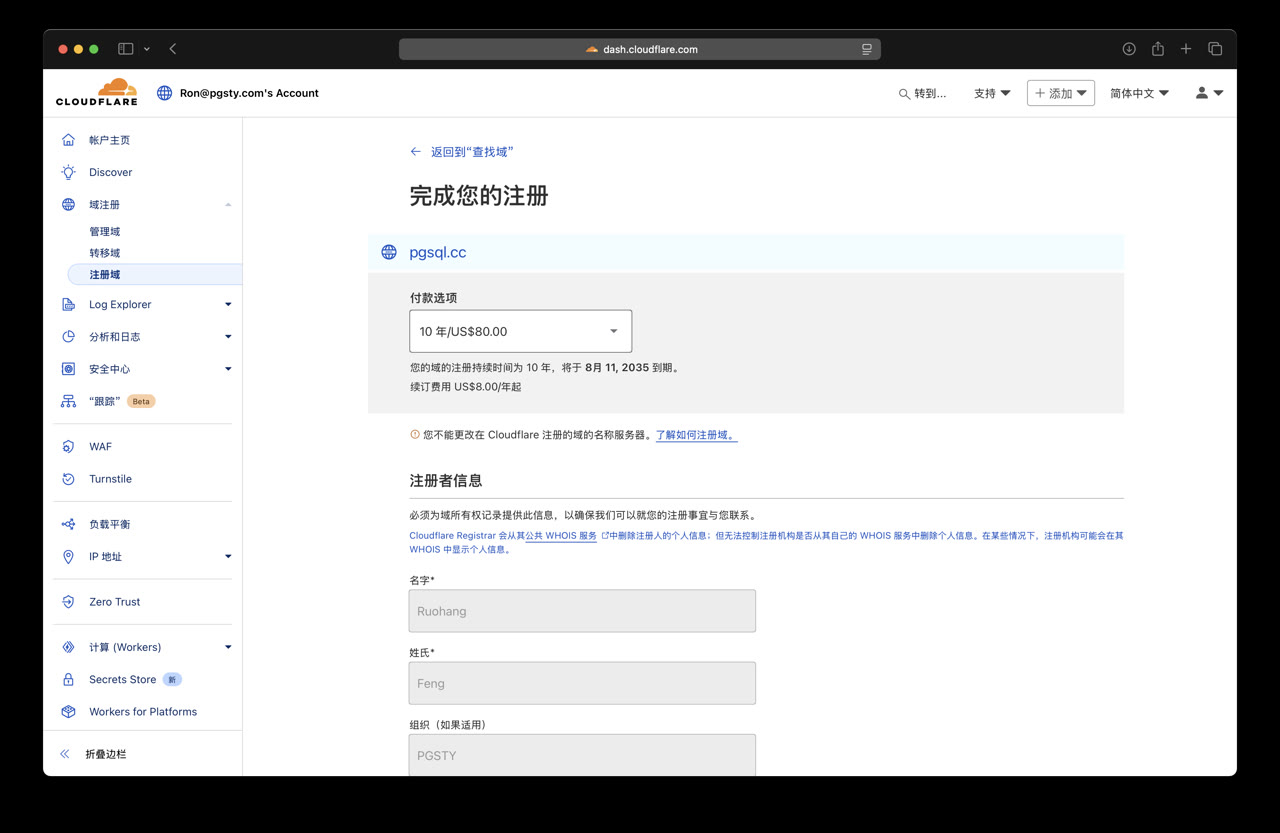 dash.cloudflare.com
CLOUDFLARE
Ron@pgsty.com's Account
转到...
支持
添加
简体中文
帐户主页
Discover
域注册
管理域
转移域
注册域
Log Explorer
分析和日志
安全中心
“跟踪” Beta
WAF
Turnstile
负载平衡
IP 地址
Zero Trust
计算 (Workers)
Secrets Store 新
Workers for Platforms
折叠边栏
← 返回到“查找域”
完成您的注册
pgsql.cc
付款选项
10 年/US$80.00
您的域的注册持续时间为 10 年，将于 8月 11, 2035 到期。
续订费用 US$8.00/年起
您不能更改在 Cloudflare 注册的域的名称服务器。了解如何注册域。
注册者信息
必须为域所有权记录提供此信息，以确保我们可以就您的注册事宜与您联系。
Cloudflare Registrar 会从其公共 WHOIS 服务 中删除注册人的个人信息；但无法控制注册机构是否从其自己的 WHOIS 服务中删除个人信息。在某些情况下，注册机构可能会在其
WHOIS 中显示个人信息。
名字*
Ruohang
姓氏*
Feng
组织（如果适用）
PGSTY